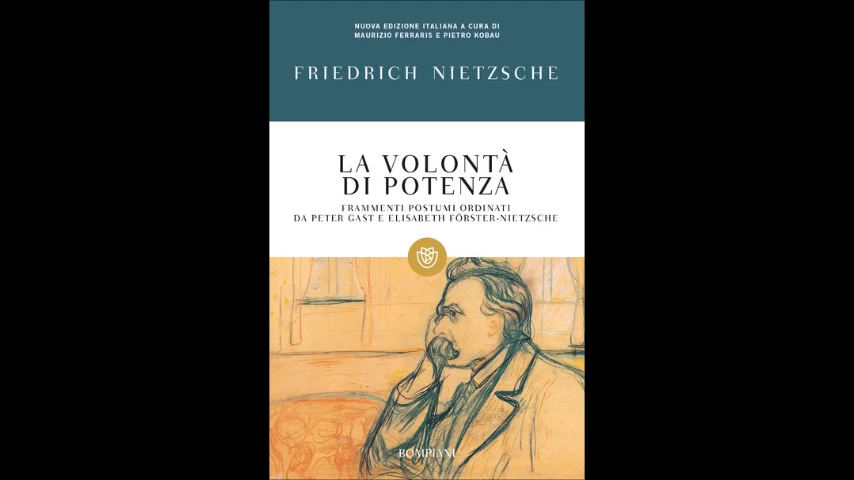 NUOVA EDIZIONE ITALIANA A CURA DI
MAURIZIO FERRARIS E PIETRO KOBAU
FRIEDRICH NIETZSCHE
LA VOLONTÀ
DI POTENZA
FRAMMENTI POSTUMI ORDINATI
DA PETER GAST E ELISABETH FÖRSTER-NIETZSCHE
BOMPIANI